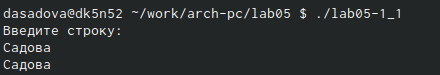 dasadova@dk5n52 ~/work/arch-pc/lab05 $ ./lab05-1_1
Введите строку:
Садова
Садова